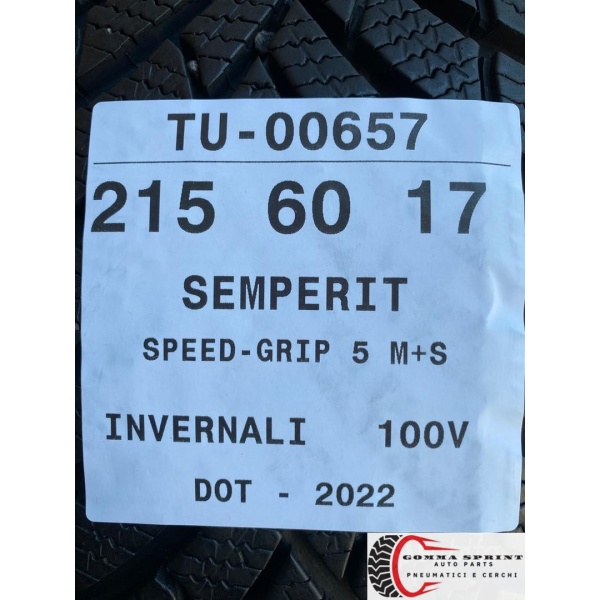 TU-00657
215 60 17
SEMPERIT
SPEED-GRIP 5 M+S
INVERNALI 100V
DOT - 2022
GOMMA SPRINT
AUTO PARTS
PNEUMATICI E CERCHI